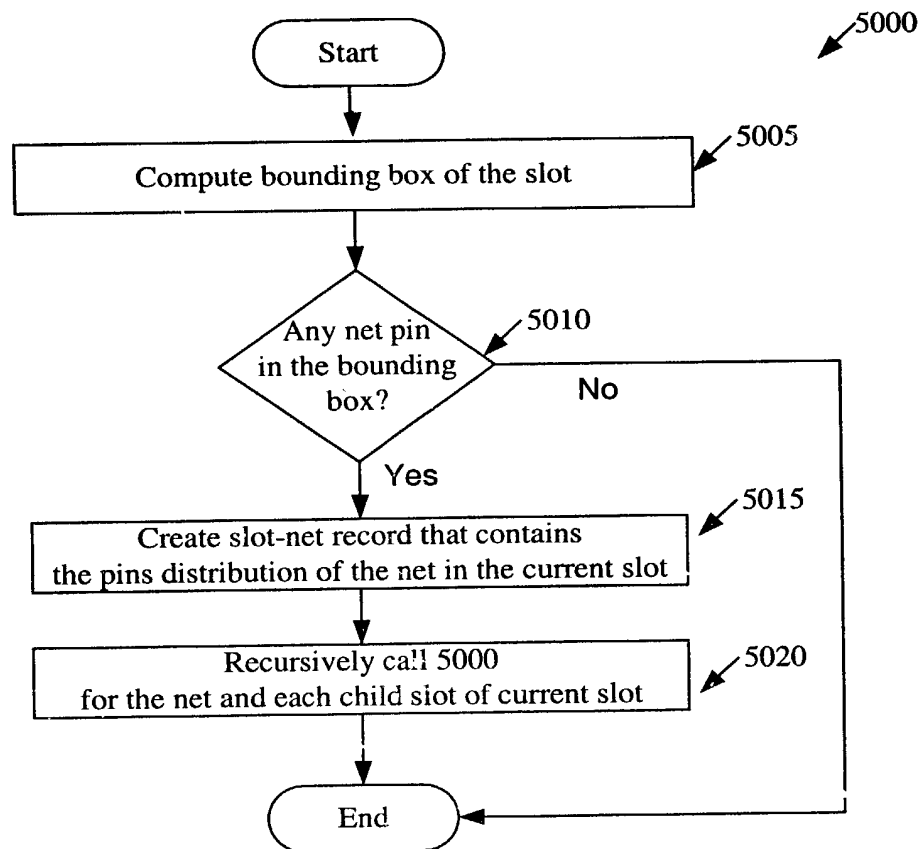 5000
Start
5005
Compute bounding box of the slot
5010
Any net pin
in the bounding
box?
No
Yes
5015
Create slot-net record that contains
the pins distribution of the net in the current slot
5020
Recursively call 5000
for the net and each child slot of current slot
End